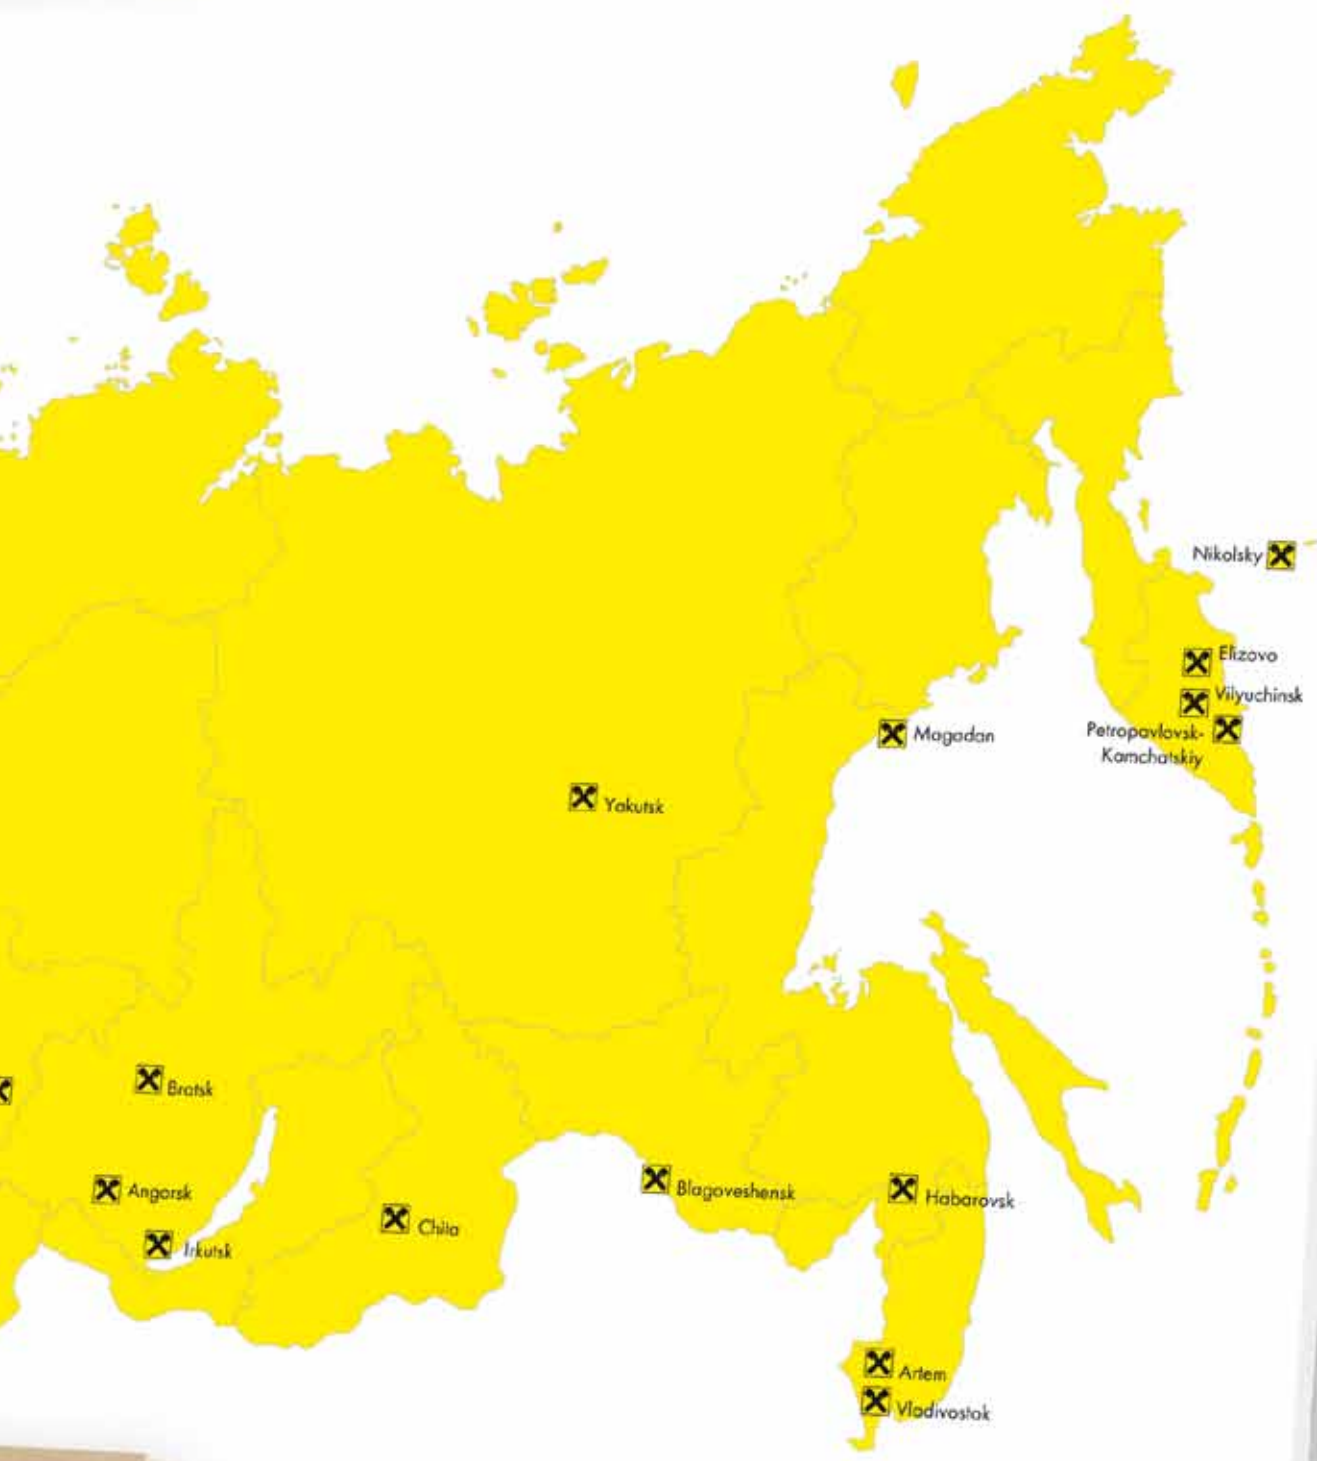 Nikolsky
Elizovo
Vilyuchinsk
Petropavlovsk-
Kamchatskiy
Magadan
Yakutsk
Bratsk
Angarsk
Irkutsk
Chita
Blagoveshensk
Habarovsk
Artem
Vladivostok